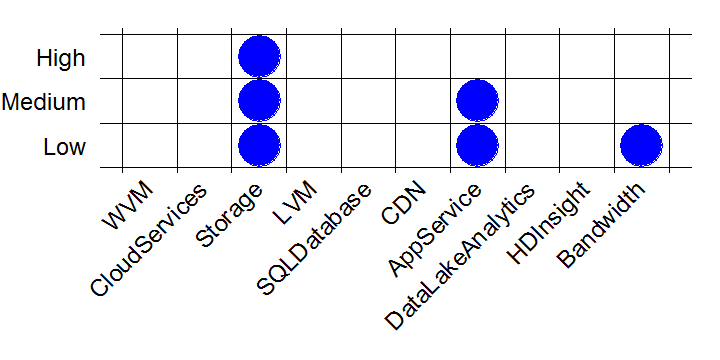 High
Medium
Low
WVM
CloudServices
Storage
LVM
SQLDatabase
CDN
AppService
DataLakeAnalytics
HDInsight
Bandwidth